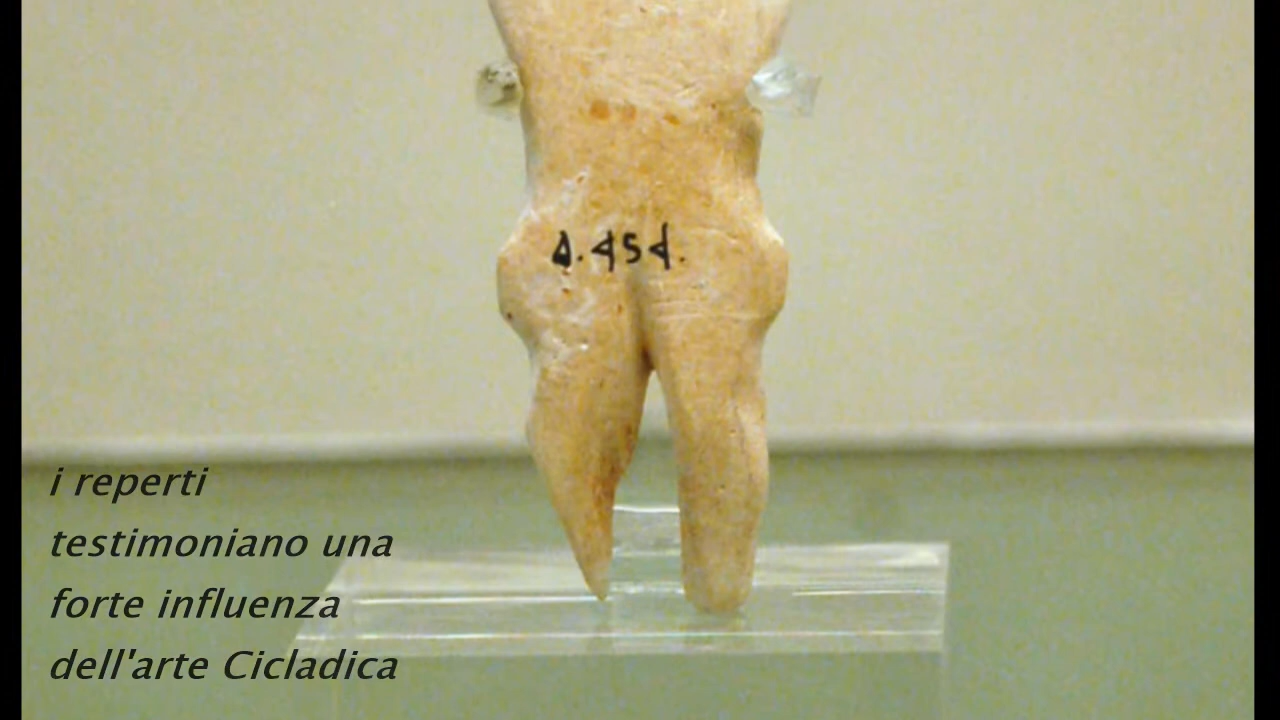 Δ.454.
i reperti
testimoniano una
forte influenza
dell'arte Cicladica